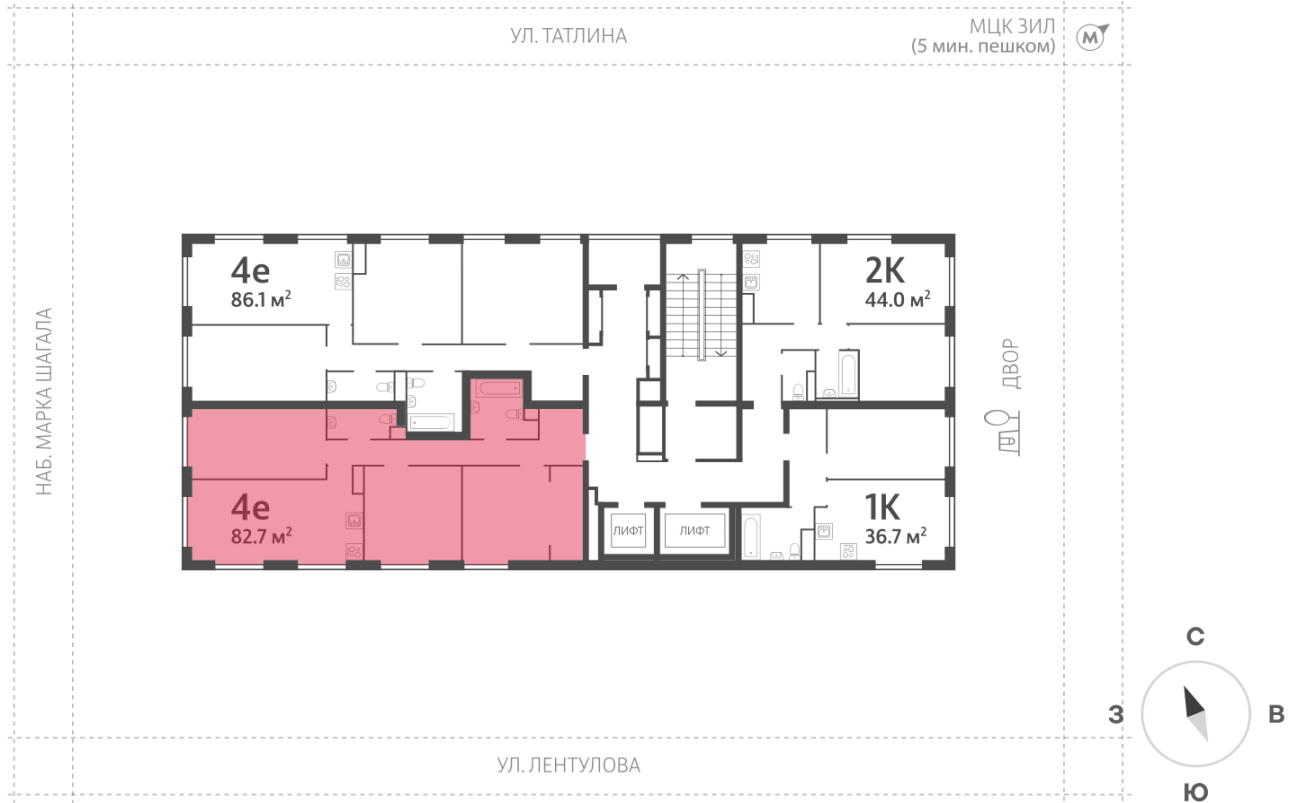 УЛ. ТАТЛИНА
МЦК ЗИЛ
(5 мин. пешком)
М
4е
86.1 м²
2К
44.0 м²
НАБ. МАРКА ШАГАЛА
ДВОР
4е
82.7 м²
ЛИФТ
ЛИФТ
1К
36.7 м²
С
З
В
Ю
УЛ. ЛЕНТУЛОВА